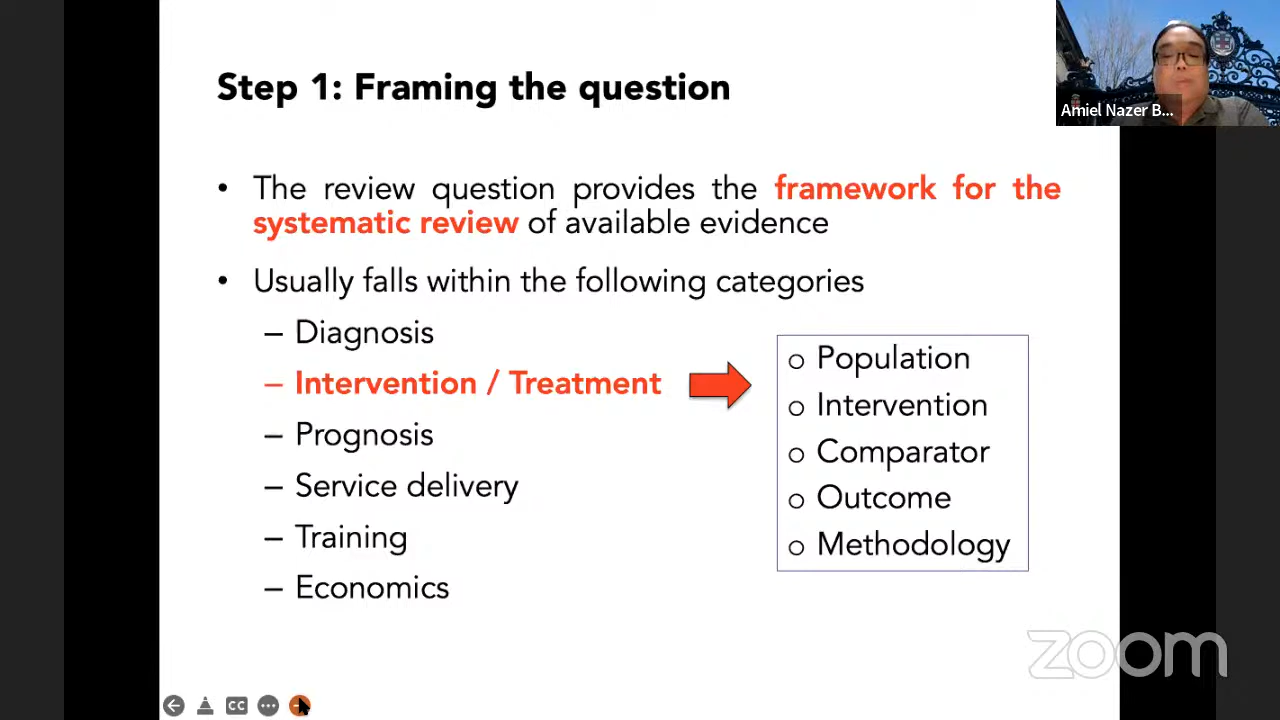 Step 1: Framing the question
Amiel Nazer B...
• The review question provides the framework for the
systematic review of available evidence
• Usually falls within the following categories
– Diagnosis
– Intervention / Treatment
– Prognosis
– Service delivery
– Training
– Economics
o Population
o Intervention
o Comparator
o Outcome
o Methodology
zoom
CC